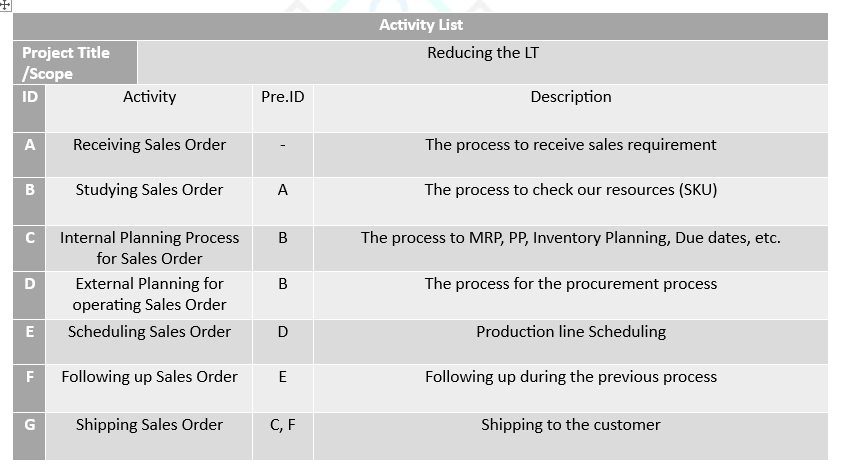 Activity List
Project Title
/Scope
Reducing the LT
ID Activity Pre.ID Description
A Receiving Sales Order - The process to receive sales requirement
B Studying Sales Order A The process to check our resources (SKU)
C Internal Planning Process B The process to MRP, PP, Inventory Planning, Due dates, etc.
for Sales Order
D External Planning for B The process for the procurement process
operating Sales Order
E Scheduling Sales Order D Production line Scheduling
F Following up Sales Order E Following up during the previous process
G Shipping Sales Order C, F Shipping to the customer